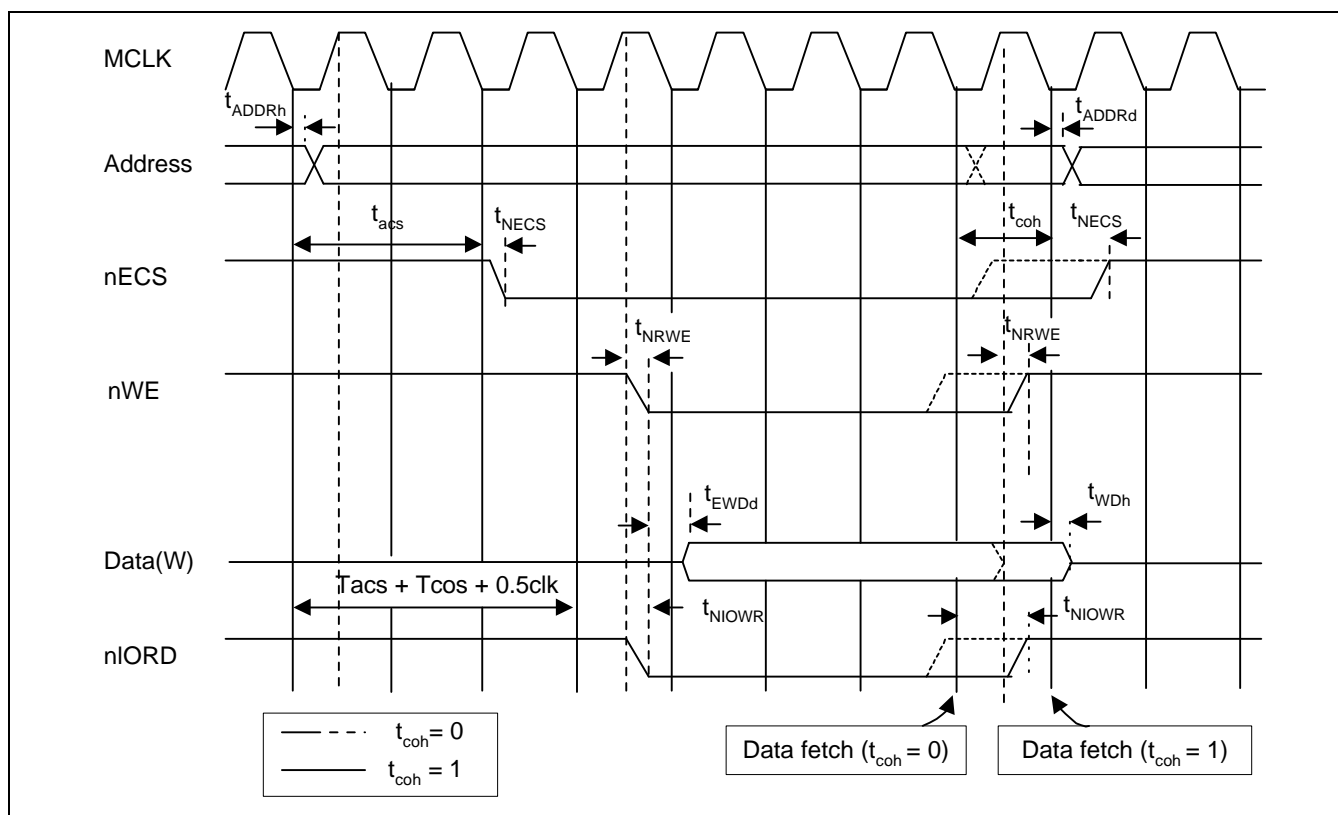 MCLK
tADDRh
tADDRd
Address
tacs
tNECS
tcoh
tNECS
nECS
tNRWE
tNRWE
nWE
tEWDd
tWDh
Data(W)
Tacs + Tcos + 0.5clk
tNIOWR
tNIOWR
nIORD
tcoh = 0
tcoh = 1
Data fetch (tcoh = 0)
Data fetch (tcoh = 1)